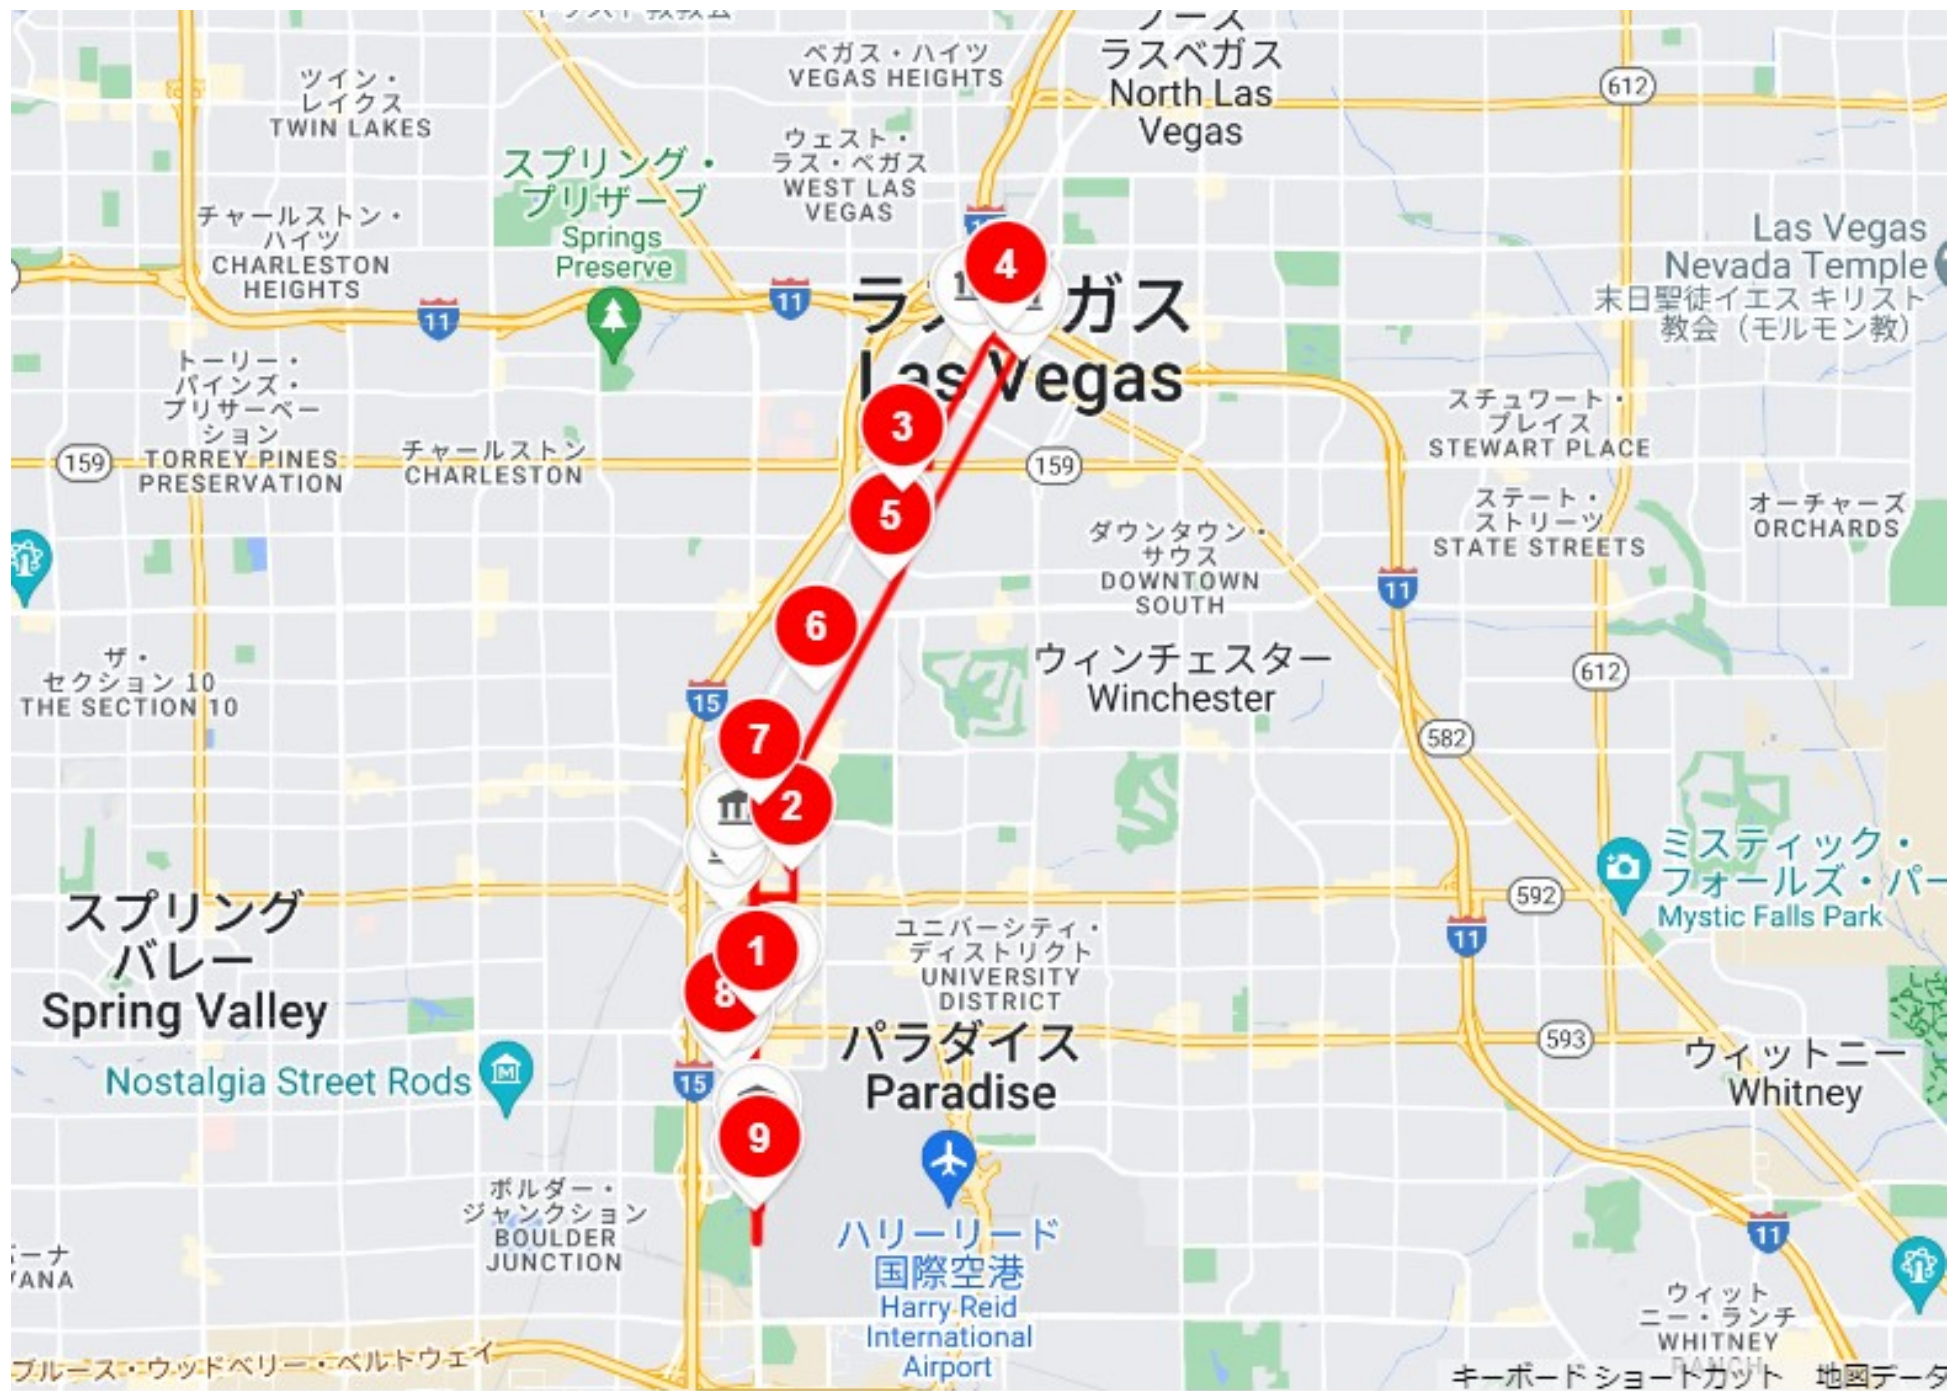 ベガス・ハイツ
VEGAS HEIGHTS
ノース
ラスベガス
North Las
Vegas
612
ツイン・
レイクス
TWIN LAKES
ウェスト・
ラス・ベガス
WEST LAS
VEGAS
スプリング・
プリザーブ
Springs
Preserve
チャールストン・
ハイツ
CHARLESTON
HEIGHTS
Las Vegas
Nevada Temple
末日聖徒イエス キリスト
教会（モルモン教）
4
11
11
ガス
Las Vegas
トーリー・
パインズ・
プリサーベー
ション
TORREY PINES
PRESERVATION
159
チャールストン
CHARLESTON
3
159
スチュワート・
プレイス
STEWART PLACE
5
ステート・
ストリーツ
STATE STREETS
オーチャーズ
ORCHARDS
ダウンタウン・
サウス
DOWNTOWN
SOUTH
11
6
ザ・
セクション 10
THE SECTION 10
ウィンチェスター
Winchester
612
15
7
582
2
ミスティック・
フォールズ・パー
Mystic Falls Park
592
スプリング
バレー
Spring Valley
1
8
ユニバーシティ・
ディストリクト
UNIVERSITY
DISTRICT
11
パラダイス
Paradise
593
ウィットニー
Whitney
Nostalgia Street Rods
15
9
ボルダー・
ジャンクション
BOULDER
JUNCTION
ハリーリード
国際空港
Harry Reid
International
Airport
11
ウィット
ニー・ランチ
WHITNEY
RANCH
ブルース・ウッドベリー・ベルトウェイ
キーボード ショートカット
地図データ